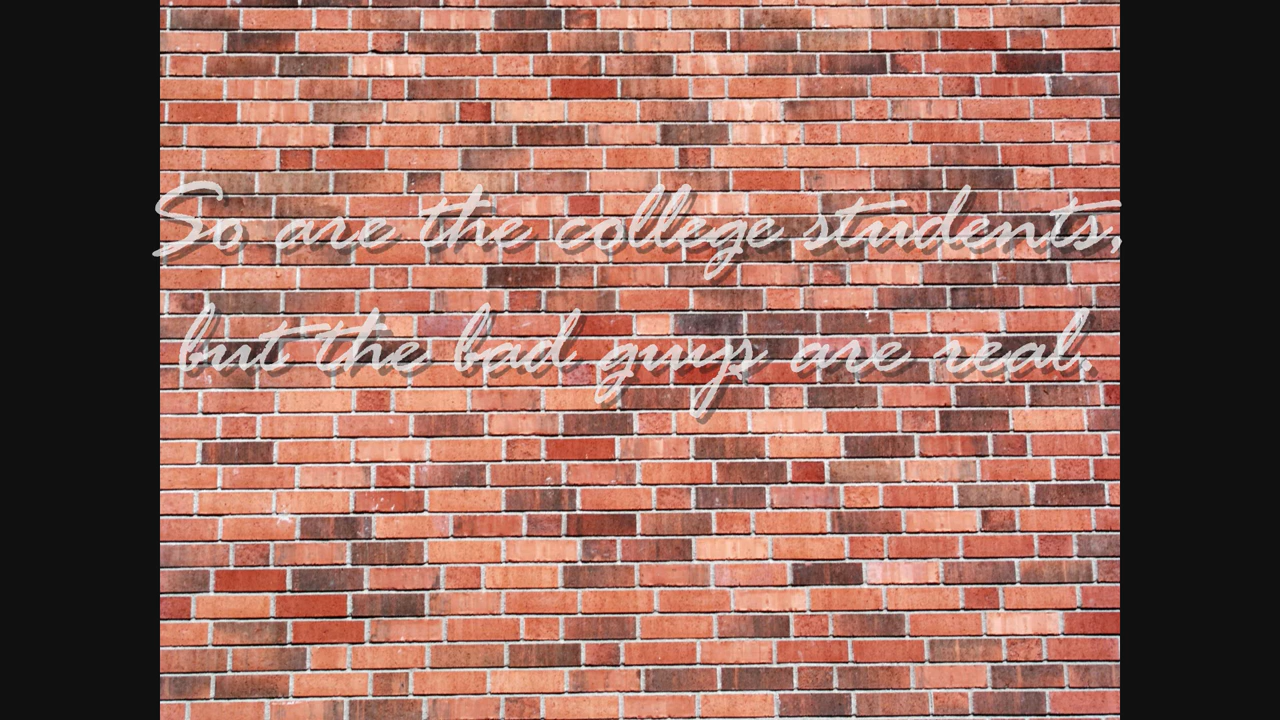 So are the college students,
but the bad guys are real.